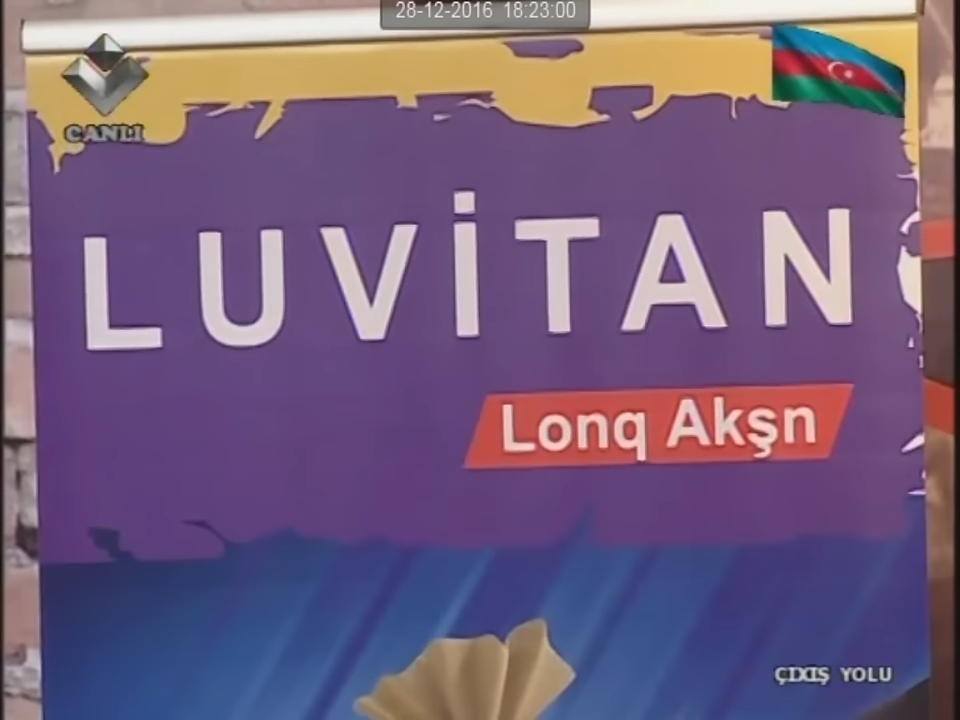 28-12-2016 18:23:00
CANLI
LUVİTAN
Lonq Akşn
ÇIXIŞ YOLU